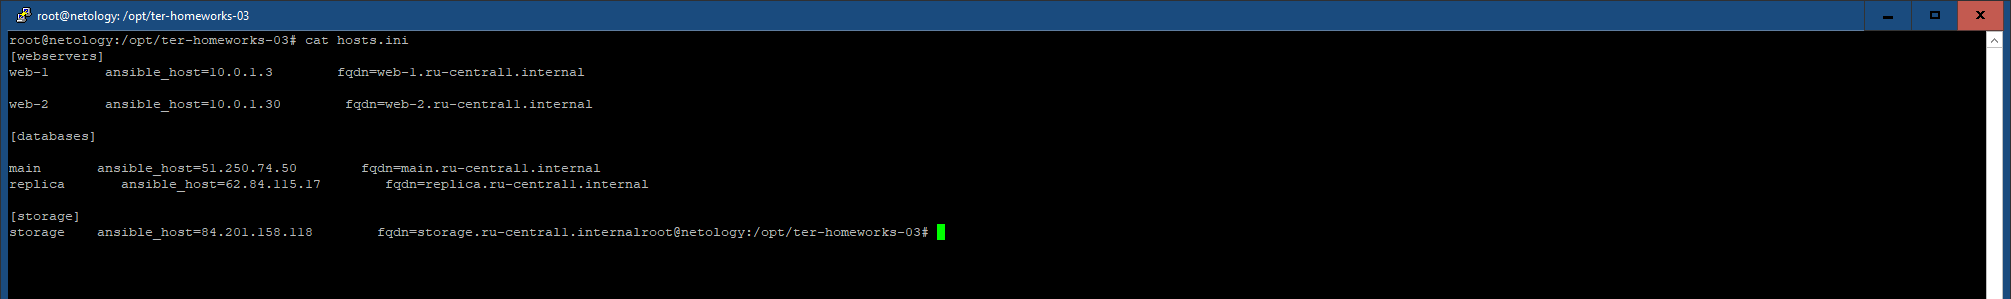 root@netology: /opt/ter-homeworks-03
root@netology:/opt/ter-homeworks-03# cat hosts.ini
[webservers]
web-1       ansible_host=10.0.1.3        fqdn=web-1.ru-central1.internal
web-2       ansible_host=10.0.1.30        fqdn=web-2.ru-central1.internal
[databases]
main       ansible_host=51.250.74.50        fqdn=main.ru-central1.internal
replica       ansible_host=62.84.115.17        fqdn=replica.ru-central1.internal
[storage]
storage    ansible_host=84.201.158.118        fqdn=storage.ru-central1.internalroot@netology:/opt/ter-homeworks-03#